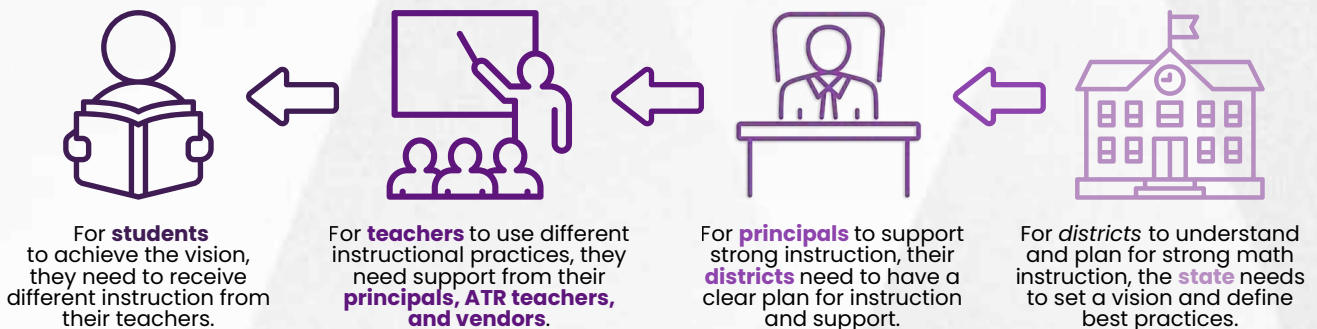 For students
to achieve the vision,
they need to receive
different instruction from
their teachers.
For teachers to use different
instructional practices, they
need support from their
principals, ATR teachers,
and vendors.
For principals to support
strong instruction, their
districts need to have a
clear plan for instruction
and support.
For districts to understand
and plan for strong math
instruction, the state needs
to set a vision and define
best practices.